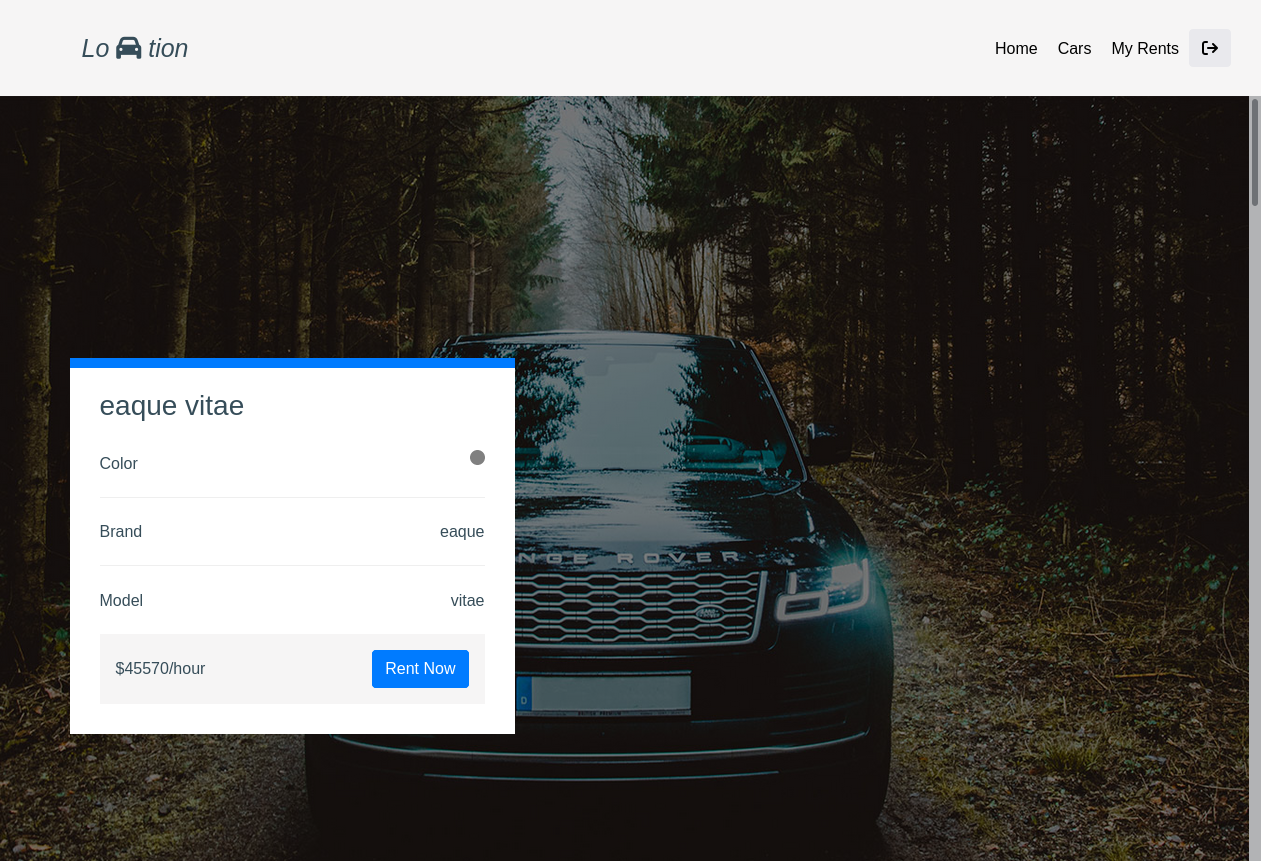 Lo tion
Home Cars My Rents
eaque vitae
Color
Brand eaque
Model vitae
$45570/hour Rent Now
NGE ROVER
D